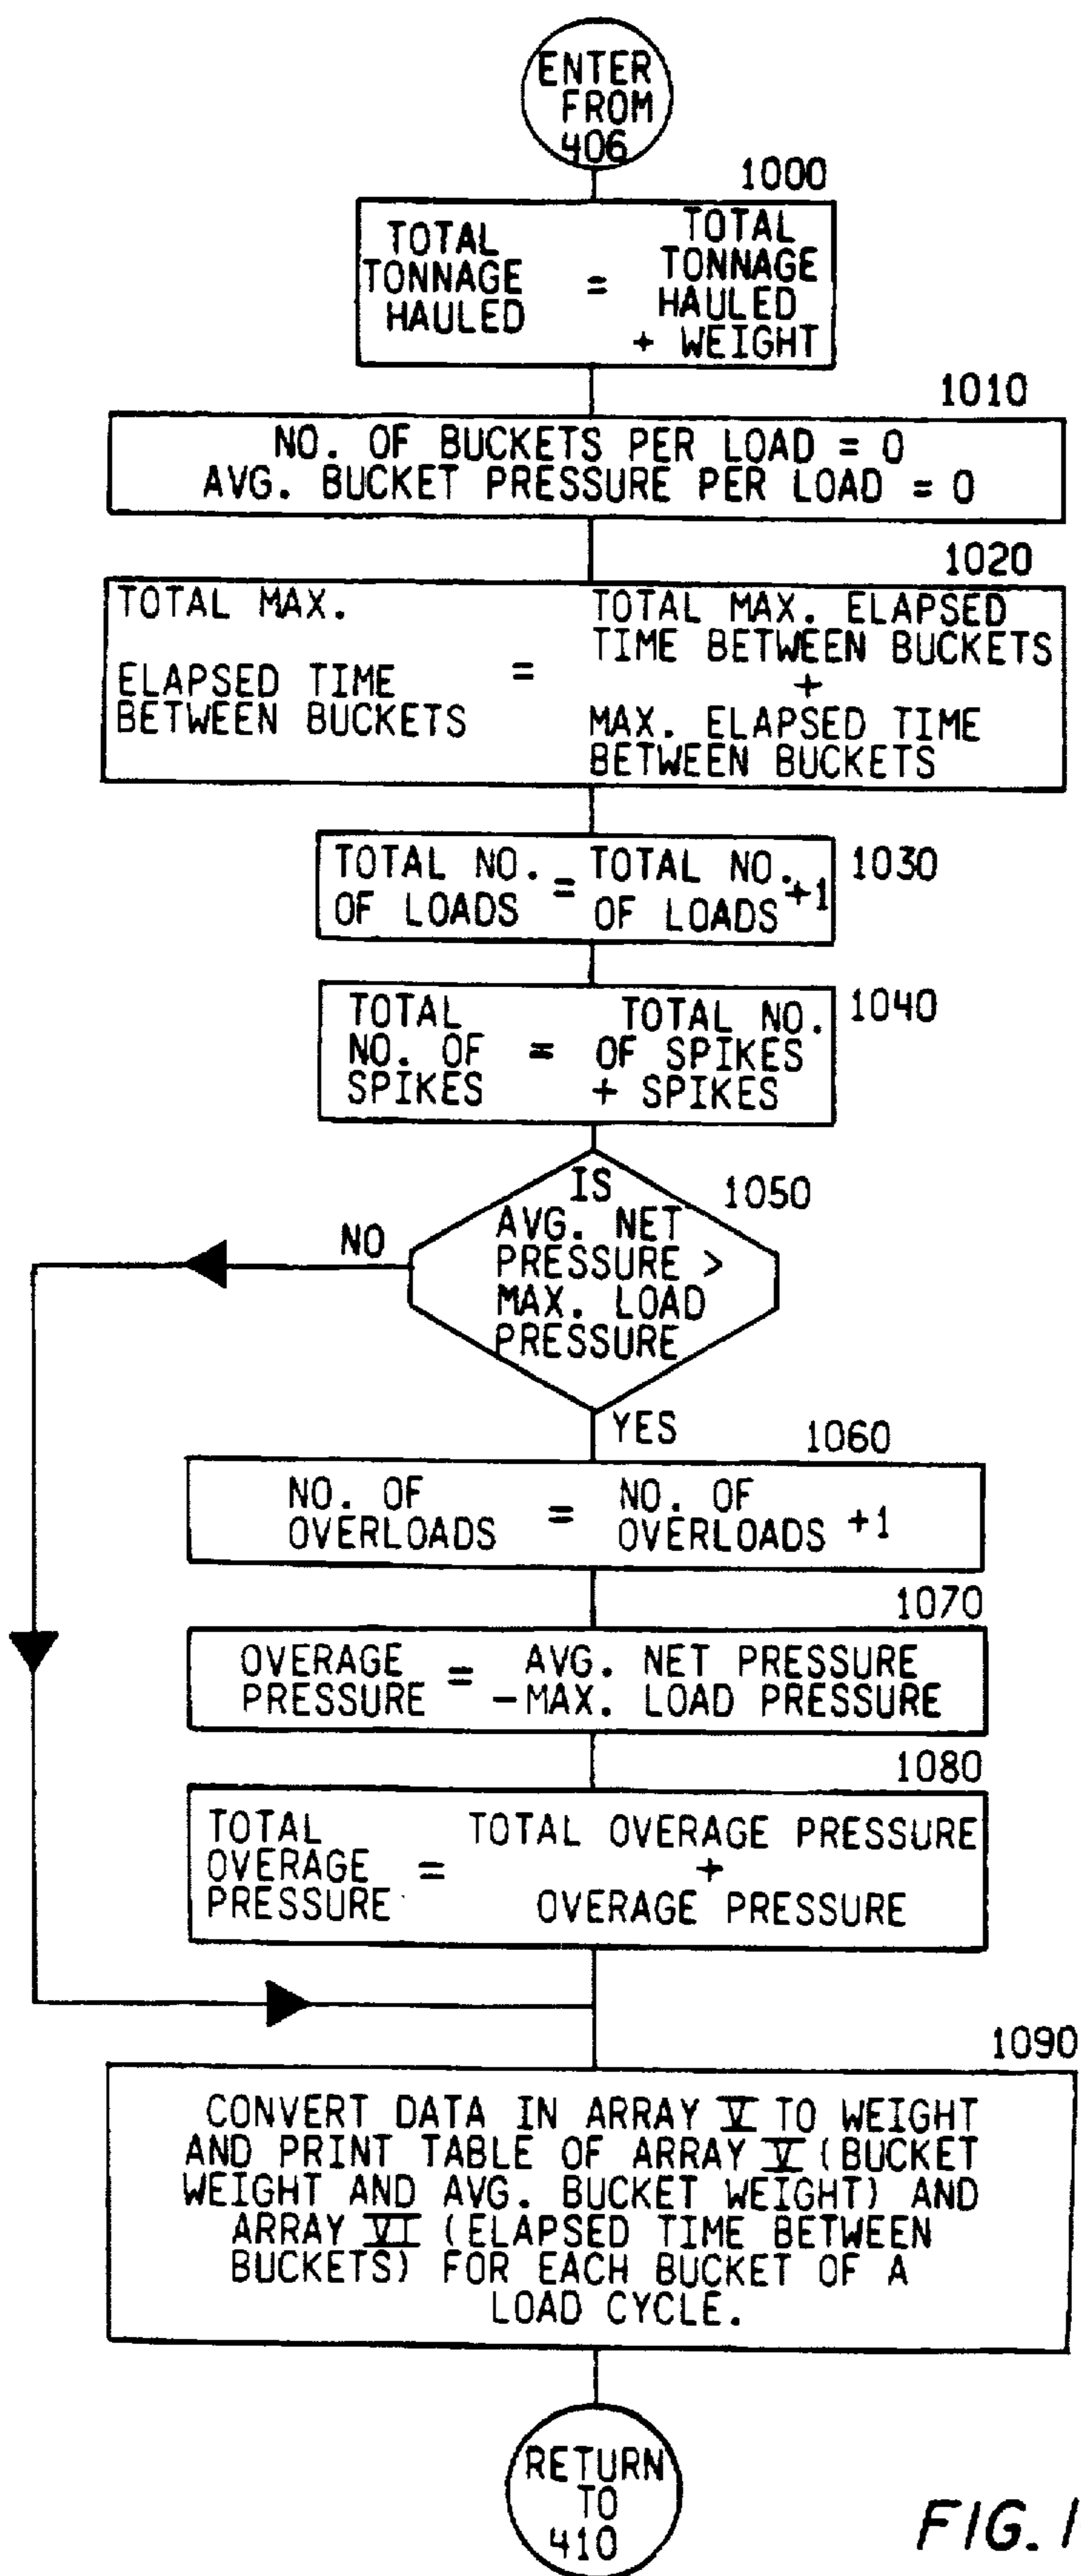 ENTER
FROM
406
1000
TOTAL
TONNAGE
HAULED
=
TOTAL
TONNAGE
HAULED
+ WEIGHT
1010
NO. OF BUCKETS PER LOAD = 0
AVG. BUCKET PRESSURE PER LOAD = 0
1020
TOTAL MAX.
ELAPSED TIME
BETWEEN BUCKETS
=
TOTAL MAX. ELAPSED
TIME BETWEEN BUCKETS
+
MAX. ELAPSED TIME
BETWEEN BUCKETS
1030
TOTAL NO.
OF LOADS
=
TOTAL NO.
OF LOADS
+1
1040
TOTAL
NO. OF
SPIKES
=
TOTAL NO.
OF SPIKES
+ SPIKES
1050
IS
AVG. NET
PRESSURE >
MAX. LOAD
PRESSURE
NO
YES
1060
NO. OF
OVERLOADS
=
NO. OF
OVERLOADS
+1
1070
OVERAGE
PRESSURE
=
AVG. NET PRESSURE
-MAX. LOAD PRESSURE
1080
TOTAL
OVERAGE
PRESSURE
=
TOTAL OVERAGE PRESSURE
+
OVERAGE PRESSURE
1090
CONVERT DATA IN ARRAY V TO WEIGHT
AND PRINT TABLE OF ARRAY V (BUCKET
WEIGHT AND AVG. BUCKET WEIGHT) AND
ARRAY VI (ELAPSED TIME BETWEEN
BUCKETS) FOR EACH BUCKET OF A
LOAD CYCLE.
RETURN
TO
410
FIG. 1